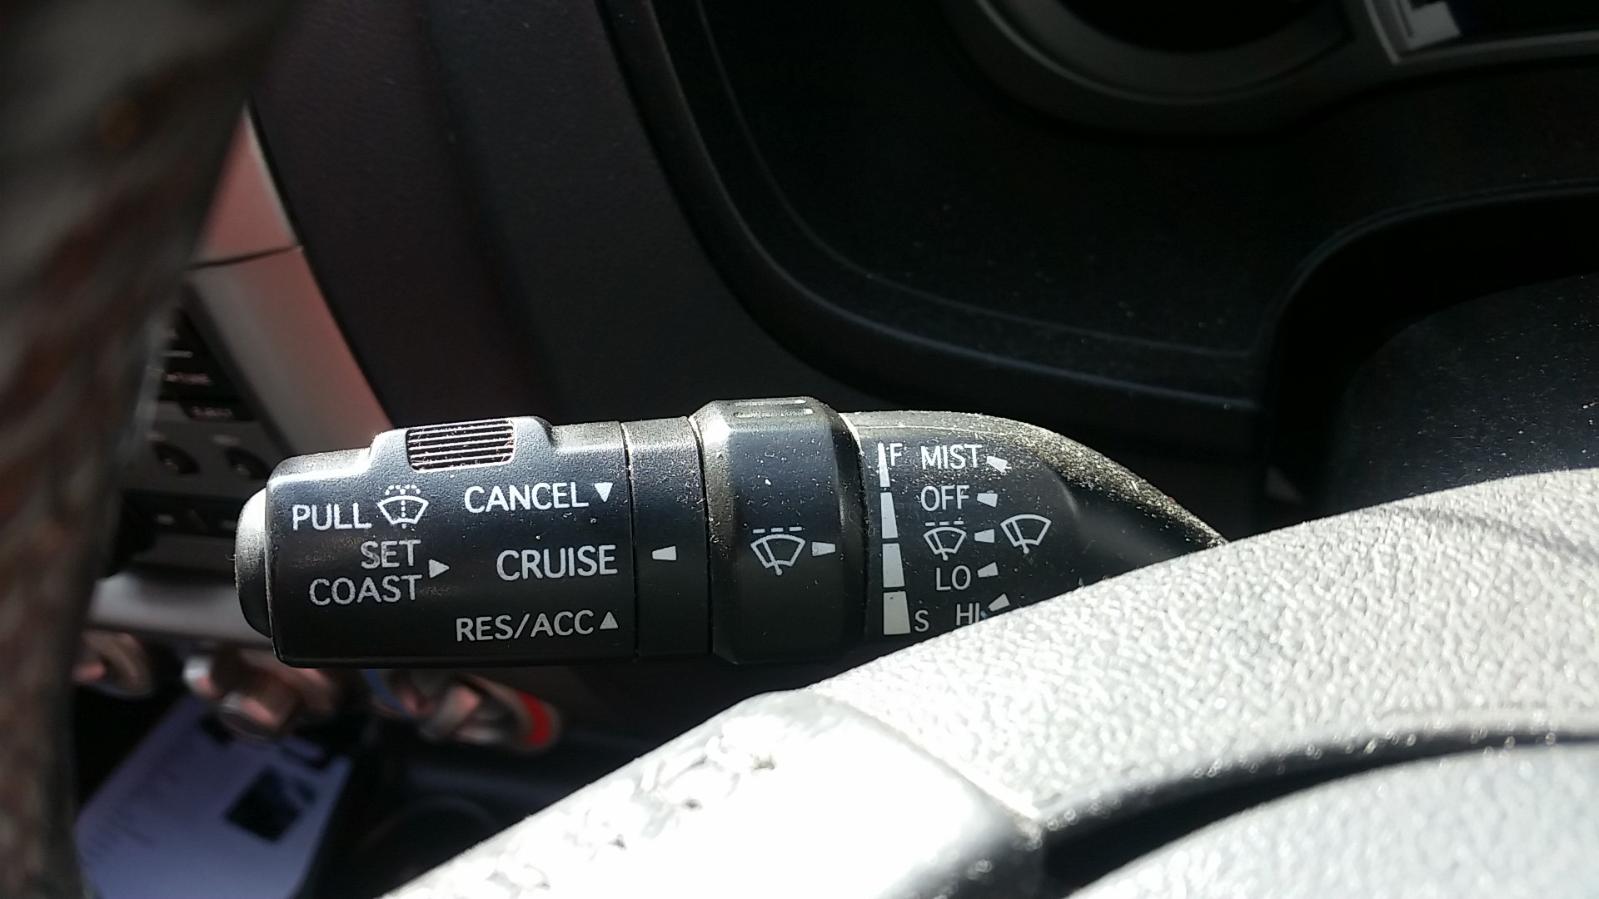 PULL
SET
COAST
CANCEL
CRUISE
RES/ACC
F
S
MIST
OFF
LO
HI